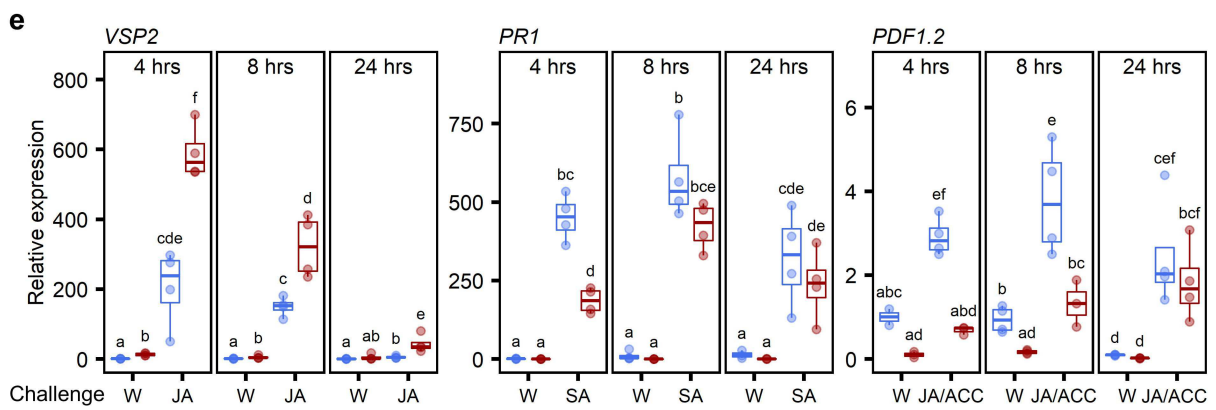 e
VSP2
PR1
PDF1.2
4 hrs
8 hrs
24 hrs
4 hrs
8 hrs
24 hrs
4 hrs
8 hrs
24 hrs
Relative expression
800
600
400
200
0
a
b
cde
f
a
b
c
d
a
ab
b
e
750
500
250
0
a
a
bc
d
a
a
b
bce
a
a
cde
de
6
4
2
0
abc
ad
ef
abd
b
ad
e
bc
d
d
cef
bcf
Challenge
W
JA
W
JA
W
JA
W
SA
W
SA
W
SA
W
JA/ACC
W
JA/ACC
W
JA/ACC